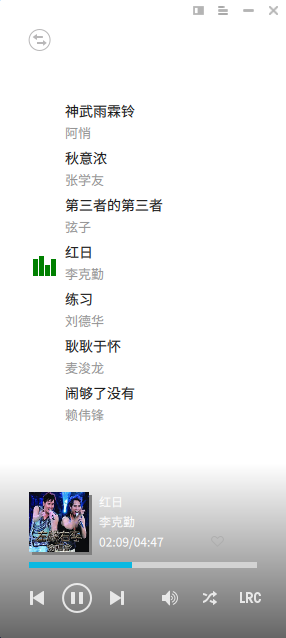 神武雨霖铃
阿悄
秋意浓
张学友
第三者的第三者
弦子
红日
李克勤
练习
刘德华
耿耿于怀
麦浚龙
闹够了没有
赖伟锋
红日
李克勤
02:09/04:47
LRC